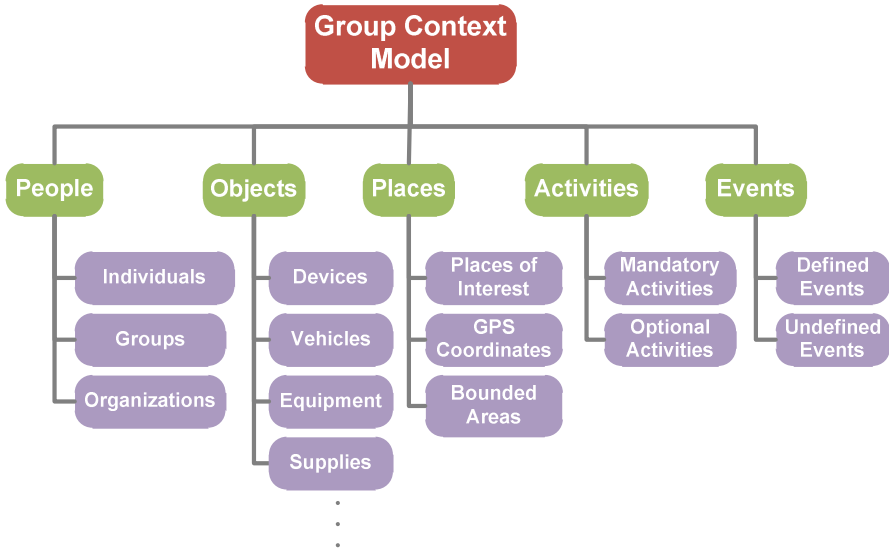 Group Context
Model
People
Objects
Places
Activities
Events
Individuals
Groups
Organizations
Devices
Vehicles
Equipment
Supplies
.
.
.
Places of
Interest
GPS
Coordinates
Bounded
Areas
Mandatory
Activities
Optional
Activities
Defined
Events
Undefined
Events